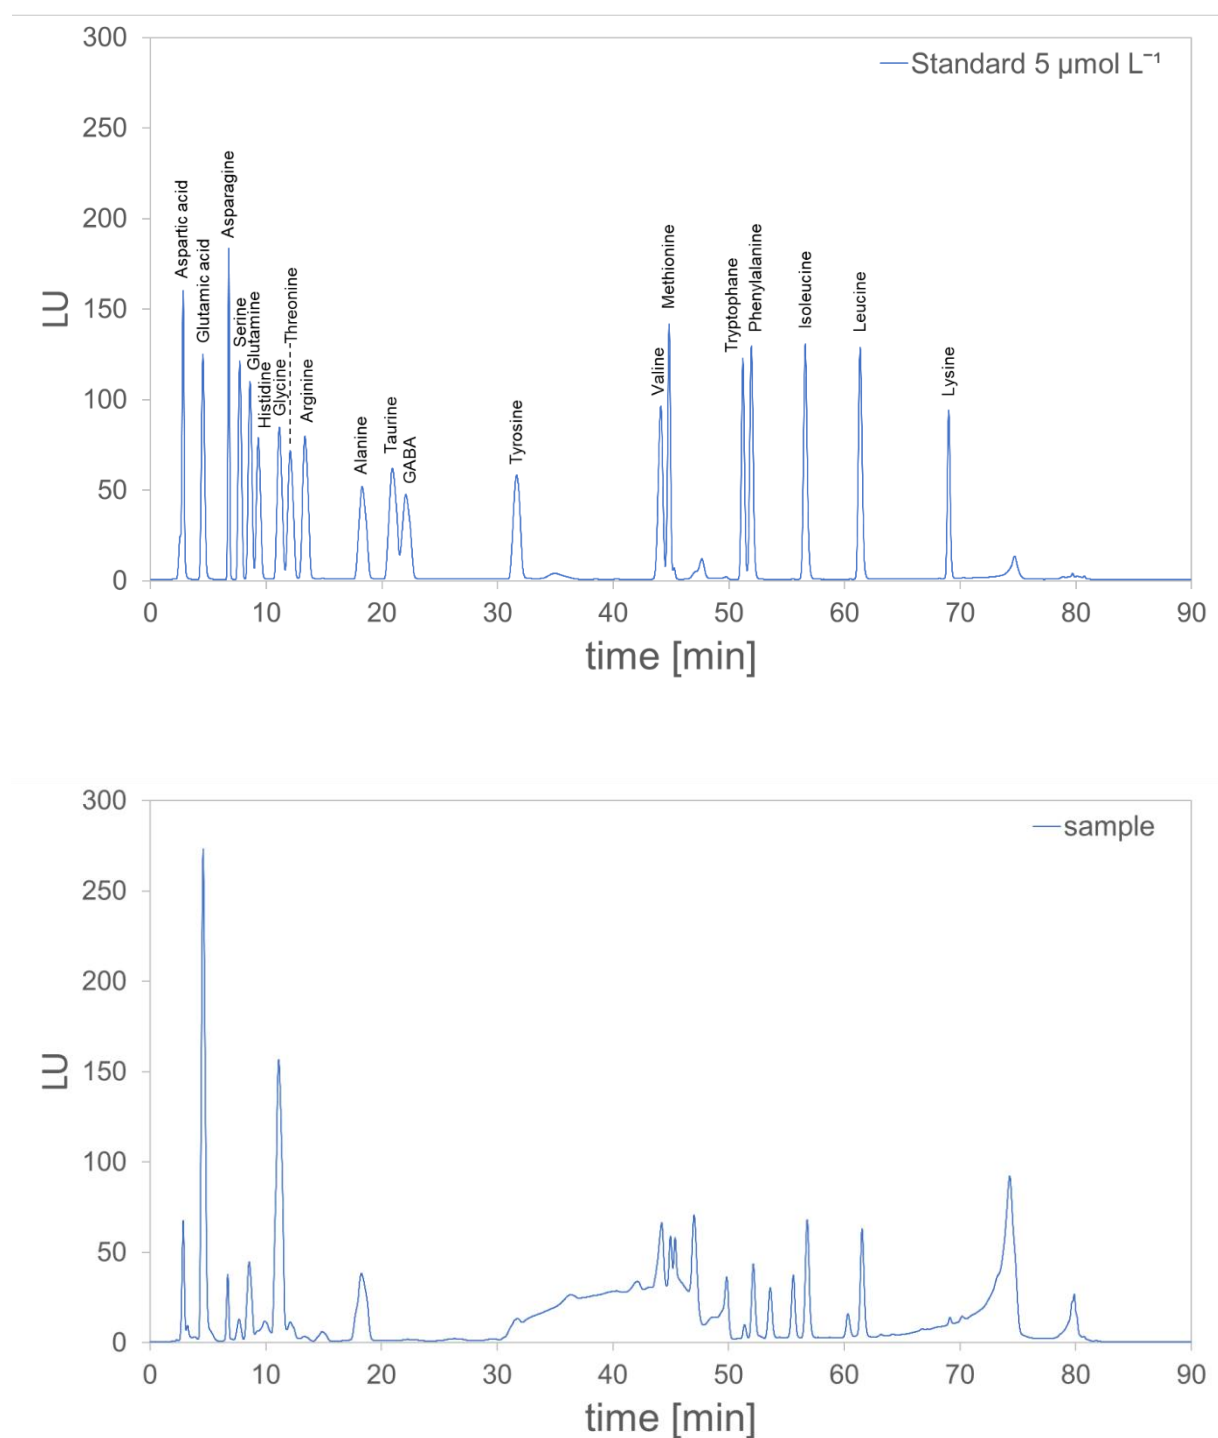 300
250
200
150
100
50
0
LU
Standard 5 µmol L⁻¹
Aspartic acid
Glutamic acid
Asparagine
Serine
Glutamine
Histidine
Glycine
Threonine
Arginine
Alanine
Taurine
GABA
Tyrosine
Valine
Methionine
Tryptophane
Phenylalanine
Isoleucine
Leucine
Lysine
0 10 20 30 40 50 60 70 80 90
time [min]
300
250
200
150
100
50
0
LU
sample
0 10 20 30 40 50 60 70 80 90
time [min]